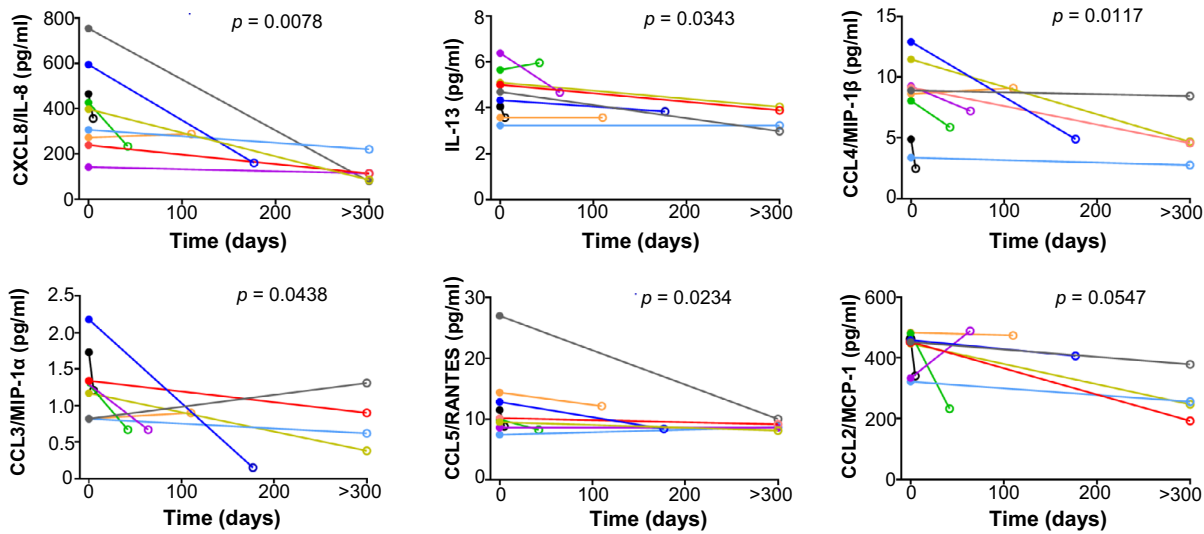 CXCL8/IL-8 (pg/ml)
800
600
400
200
0
p = 0.0078
0
100
200
>300
Time (days)
IL-13 (pg/ml)
8
6
4
2
0
p = 0.0343
0
100
200
>300
Time (days)
CCL4/MIP-1β (pg/ml)
15
10
5
0
p = 0.0117
0
100
200
>300
Time (days)
CCL3/MIP-1α (pg/ml)
2.5
2.0
1.5
1.0
0.5
0
p = 0.0438
0
100
200
>300
Time (days)
CCL5/RANTES (pg/ml)
30
20
10
0
p = 0.0234
0
100
200
>300
Time (days)
CCL2/MCP-1 (pg/ml)
600
400
200
0
p = 0.0547
0
100
200
>300
Time (days)